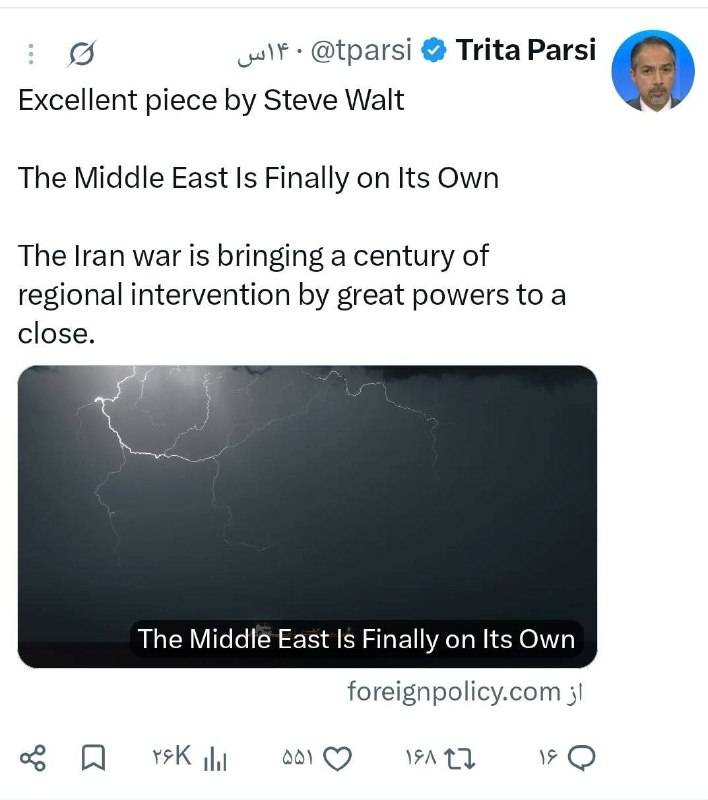 Trita Parsi @tparsi · ۱۴س
Excellent piece by Steve Walt
The Middle East Is Finally on Its Own
The Iran war is bringing a century of
regional intervention by great powers to a
close.
The Middle East Is Finally on Its Own
از foreignpolicy.com
۱۶ ۱۶۸ ۵۵۱ ۲۶K